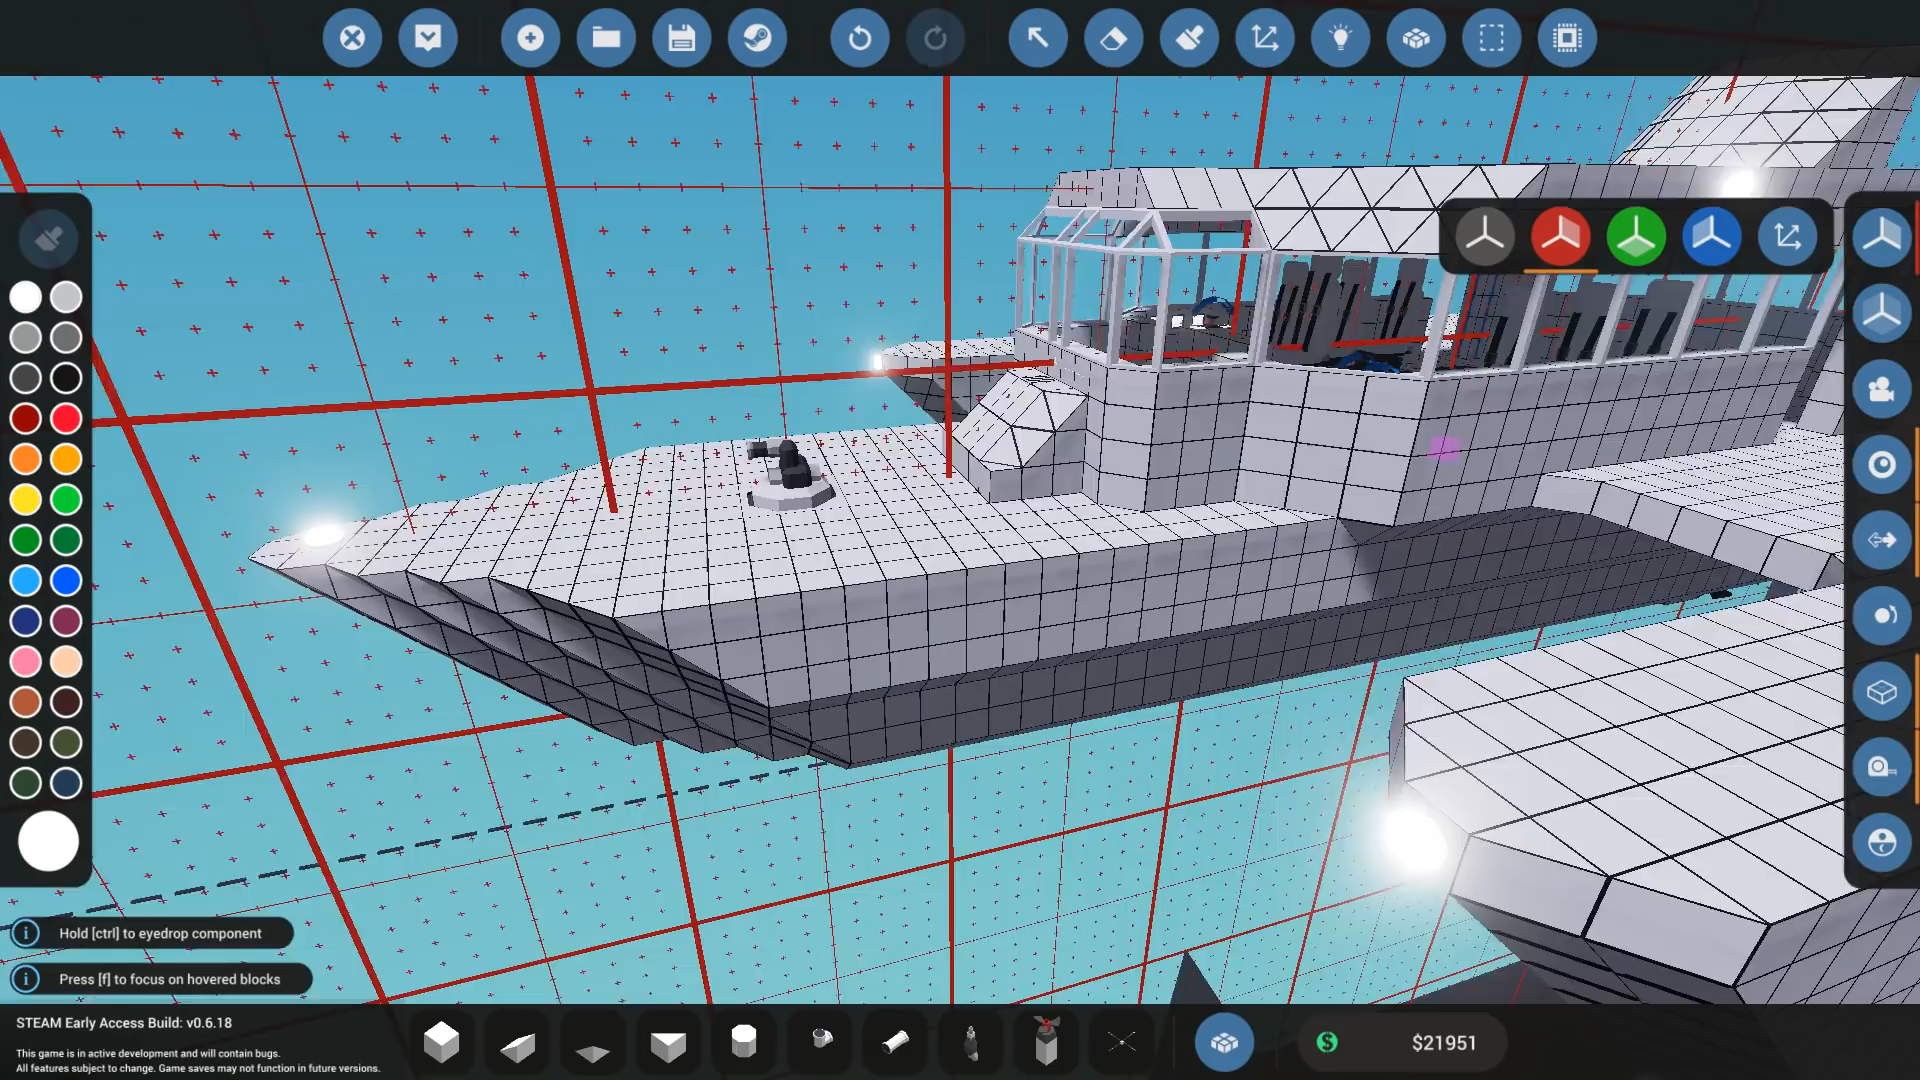 Hold [ctrl] to eyedrop component
Press [f] to focus on hovered blocks
STEAM Early Access Build: v0.6.18
This game is in active development and will contain bugs.
All features subject to change. Game saves may not function in future versions.
$21951